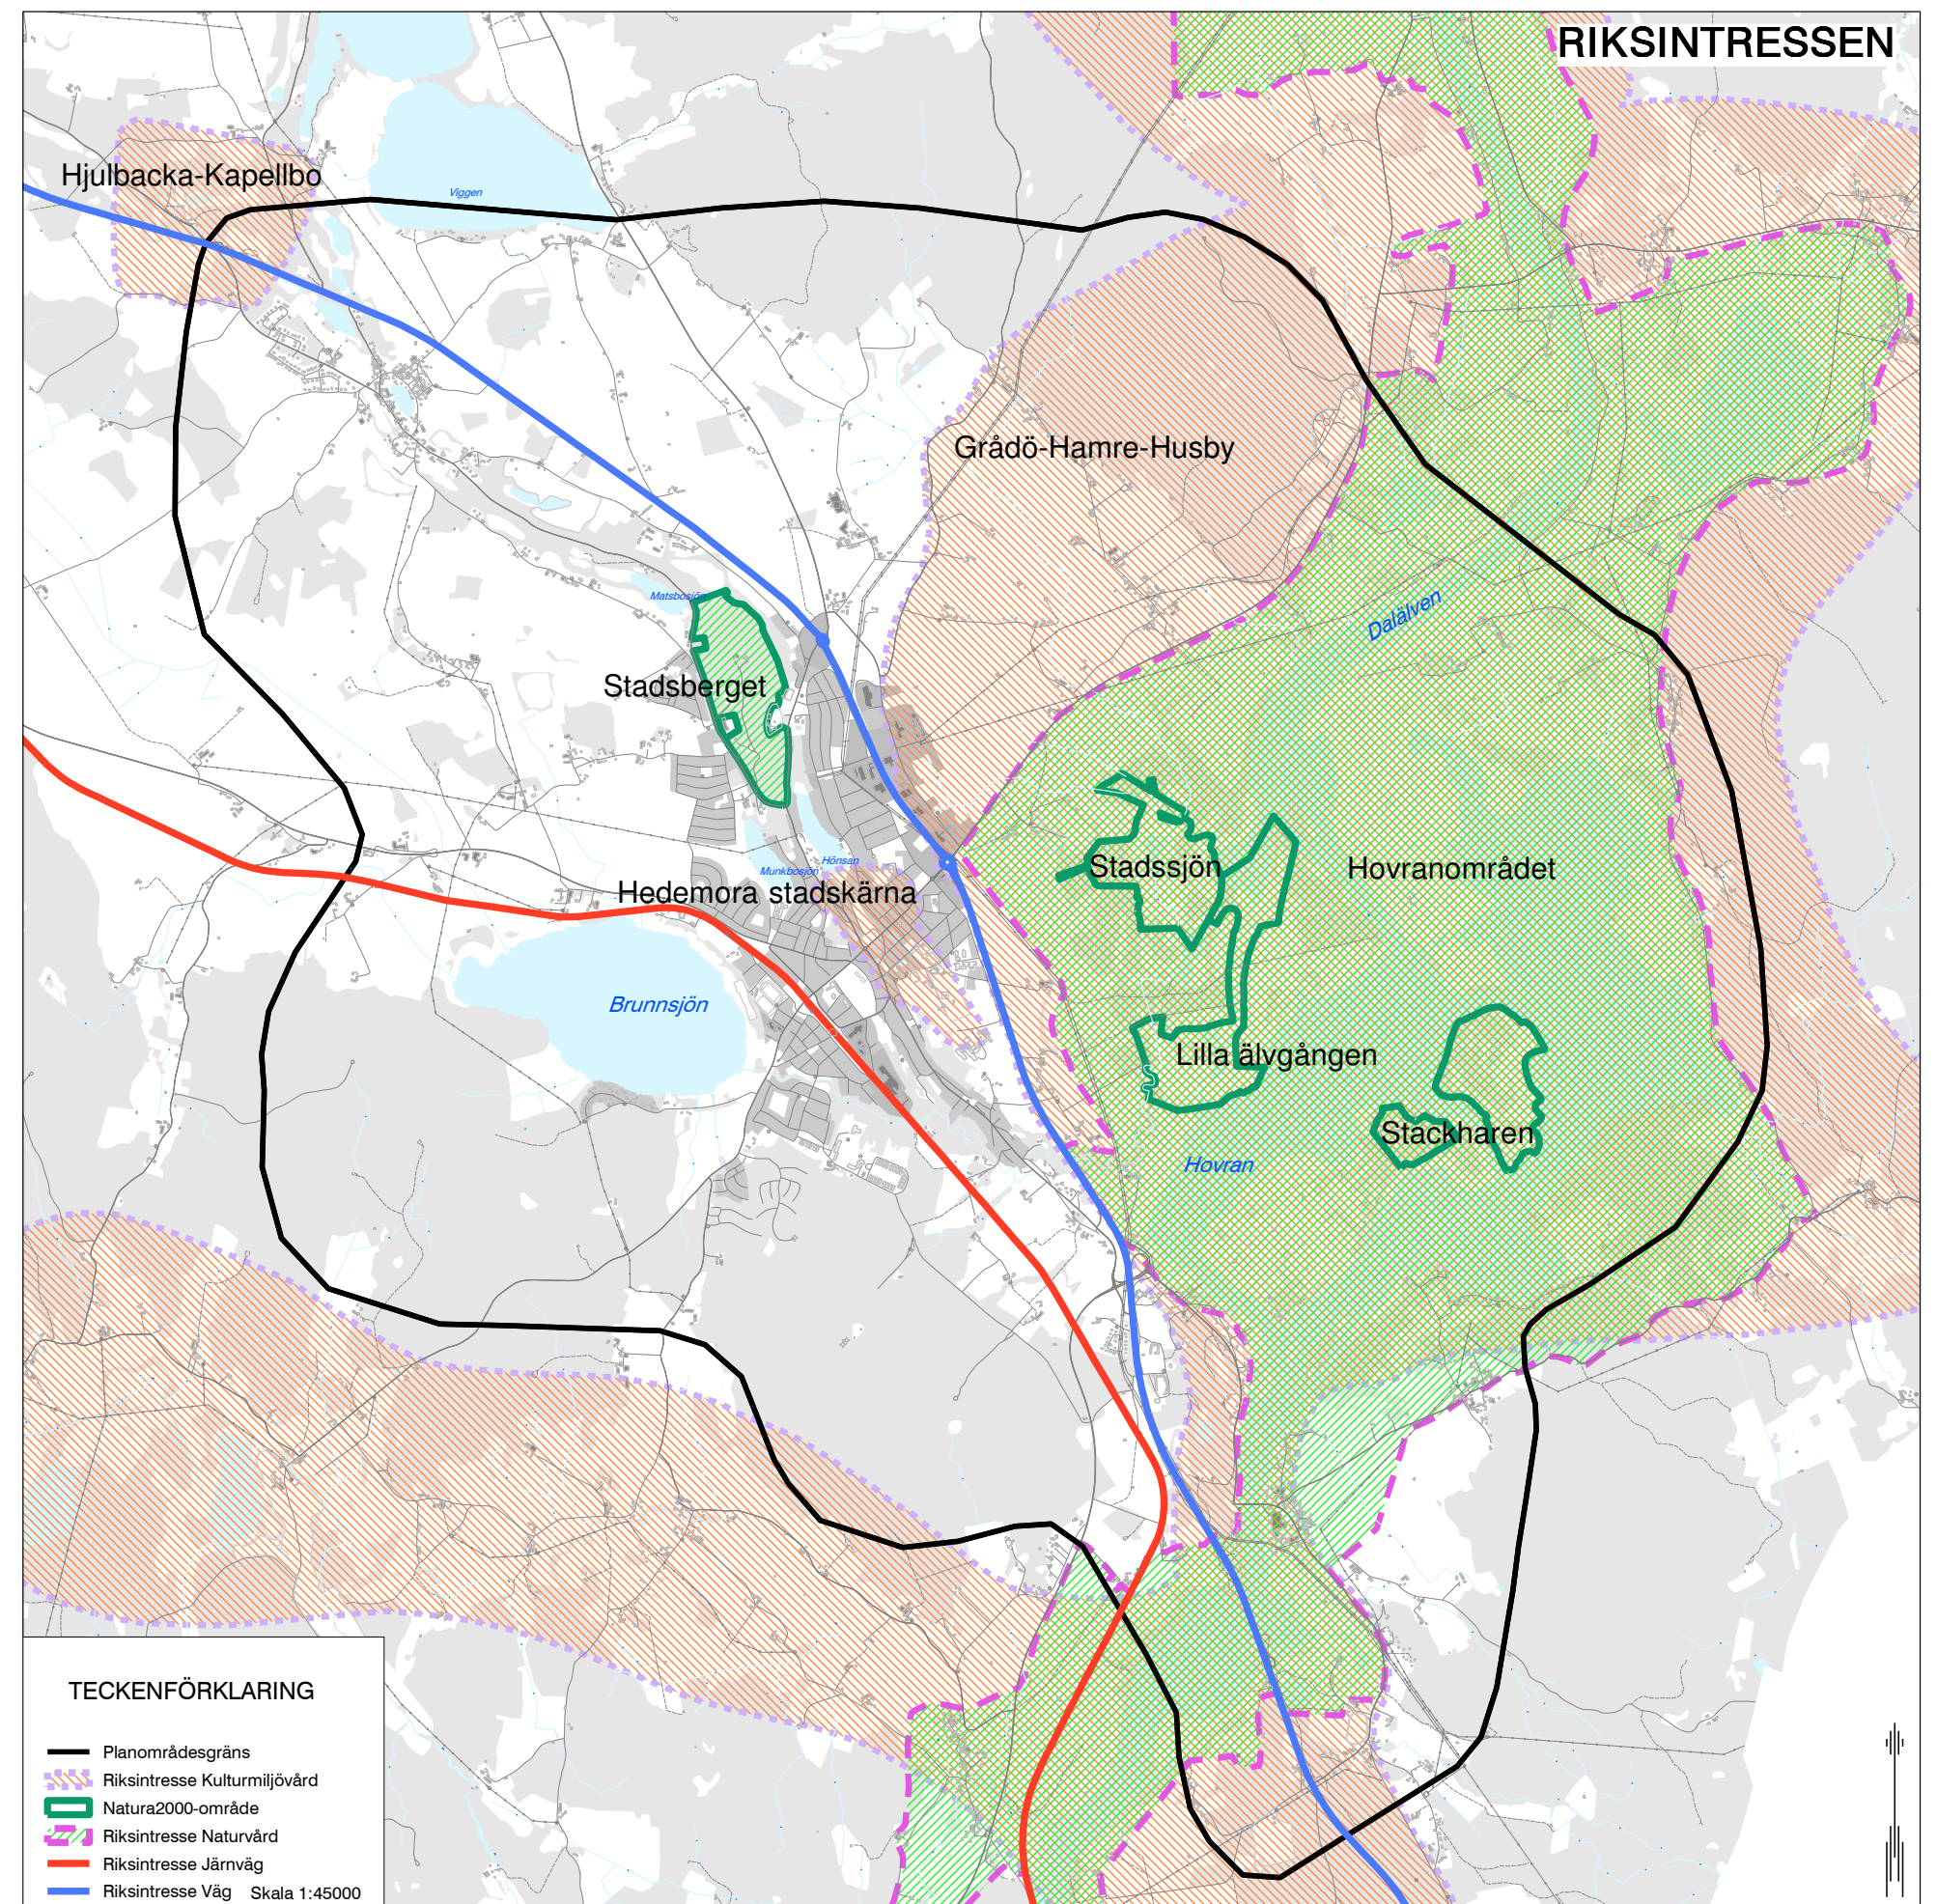 RIKSINTRESSEN
Hjulbacka-Kapellbo
Viggen
Grådö-Hamre-Husby
Matsbosjön
Dalälven
Stadsberget
Hönsan
Munkbosjön
Stadssjön
Hovranområdet
Hedemora stadskärna
Brunnsjön
Lilla älvgången
Stackharen
Hovran
TECKENFÖRKLARING
Planområdesgräns
Riksintresse Kulturmiljövård
Natura2000-område
Riksintresse Naturvård
Riksintresse Järnväg
Riksintresse Väg Skala 1:45000